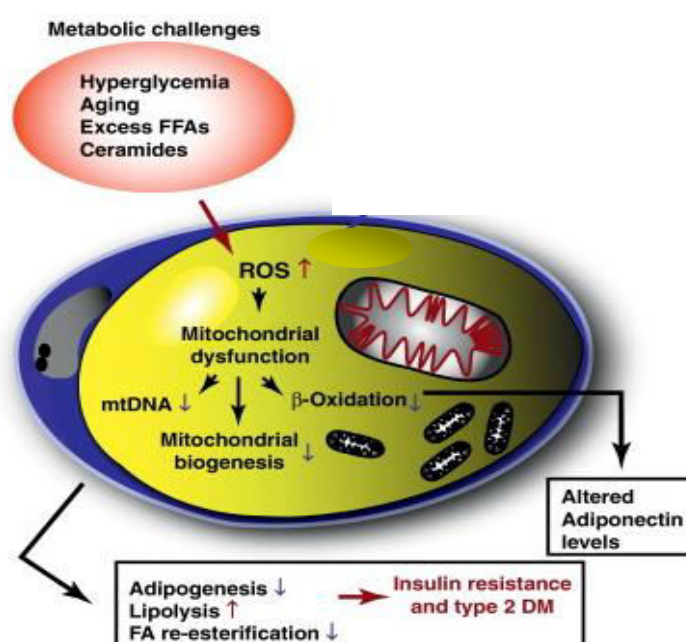 Metabolic challenges
Hyperglycemia
Aging
Excess FFAs
Ceramides
ROS ↑
Mitochondrial
dysfunction
mtDNA ↓
β-Oxidation ↓
Mitochondrial
biogenesis ↓
Altered
Adiponectin
levels
Adipogenesis ↓
Lipolysis ↑
FA re-esterification ↓
Insulin resistance
and type 2 DM